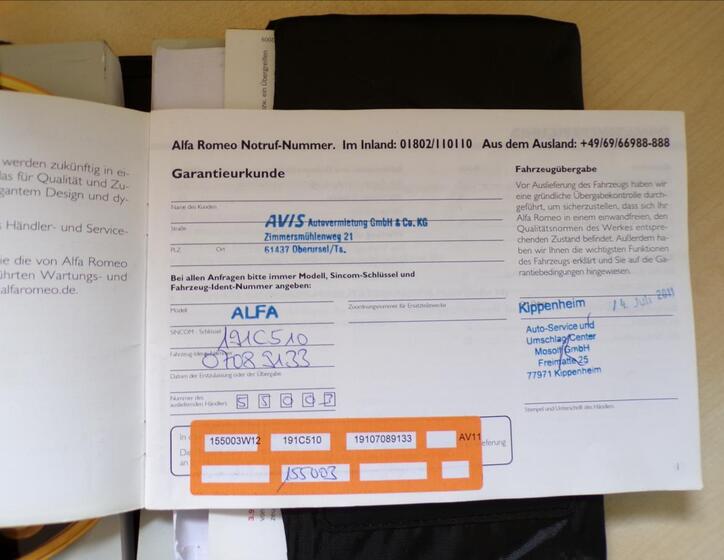 Alfa Romeo Notruf-Nummer. Im Inland: 01802/110110 Aus dem Ausland: +49/69/66988-888
werden zukünftig in ei-
las für Qualität und Zu-
gantem Design und dy-
s Händler- und Service-
ie die von Alfa Romeo
ührten Wartungs- und
alfaromeo.de.
Garantieurkunde
Name des Kunden
AVIS Autovermietung GmbH & Co. KG
Straße
Zimmersmühlenweg 21
61437 Oberursel/Ts.
PLZ Ort
Bei allen Anfragen bitte immer Modell, Sincom-Schlüssel und
Fahrzeug-Ident-Nummer angeben:
Modell
ALFA
Zuordnungsnummer für Ersatzteilzwecke
SINCOM - Schlüssel
191C510
07089133
Datum der Erstzulassung oder der Übergabe
Nummer des
ausliefernden Händlers
55003
Fahrzeugübergabe
Vor Auslieferung des Fahrzeugs haben wir
eine gründliche Übergabekontrolle durch-
geführt, um sicherzustellen, dass sich Ihr
Alfa Romeo in einem einwandfreien, den
Qualitätsnormen des Werkes entspre-
chenden Zustand befindet. Außerdem ha-
ben wir Ihnen die wichtigsten Funktionen
des Fahrzeugs erklärt und Sie auf die Ga-
rantiebedingungen hingewiesen.
Kippenheim 14. Juli 2011
Auto-Service und
Umschlag Center
Mosolf GmbH
Freimatte 25
77971 Kippenheim
Stempel und Unterschrift des Händlers
155003W12 191C510 19107089133 AV11
155003